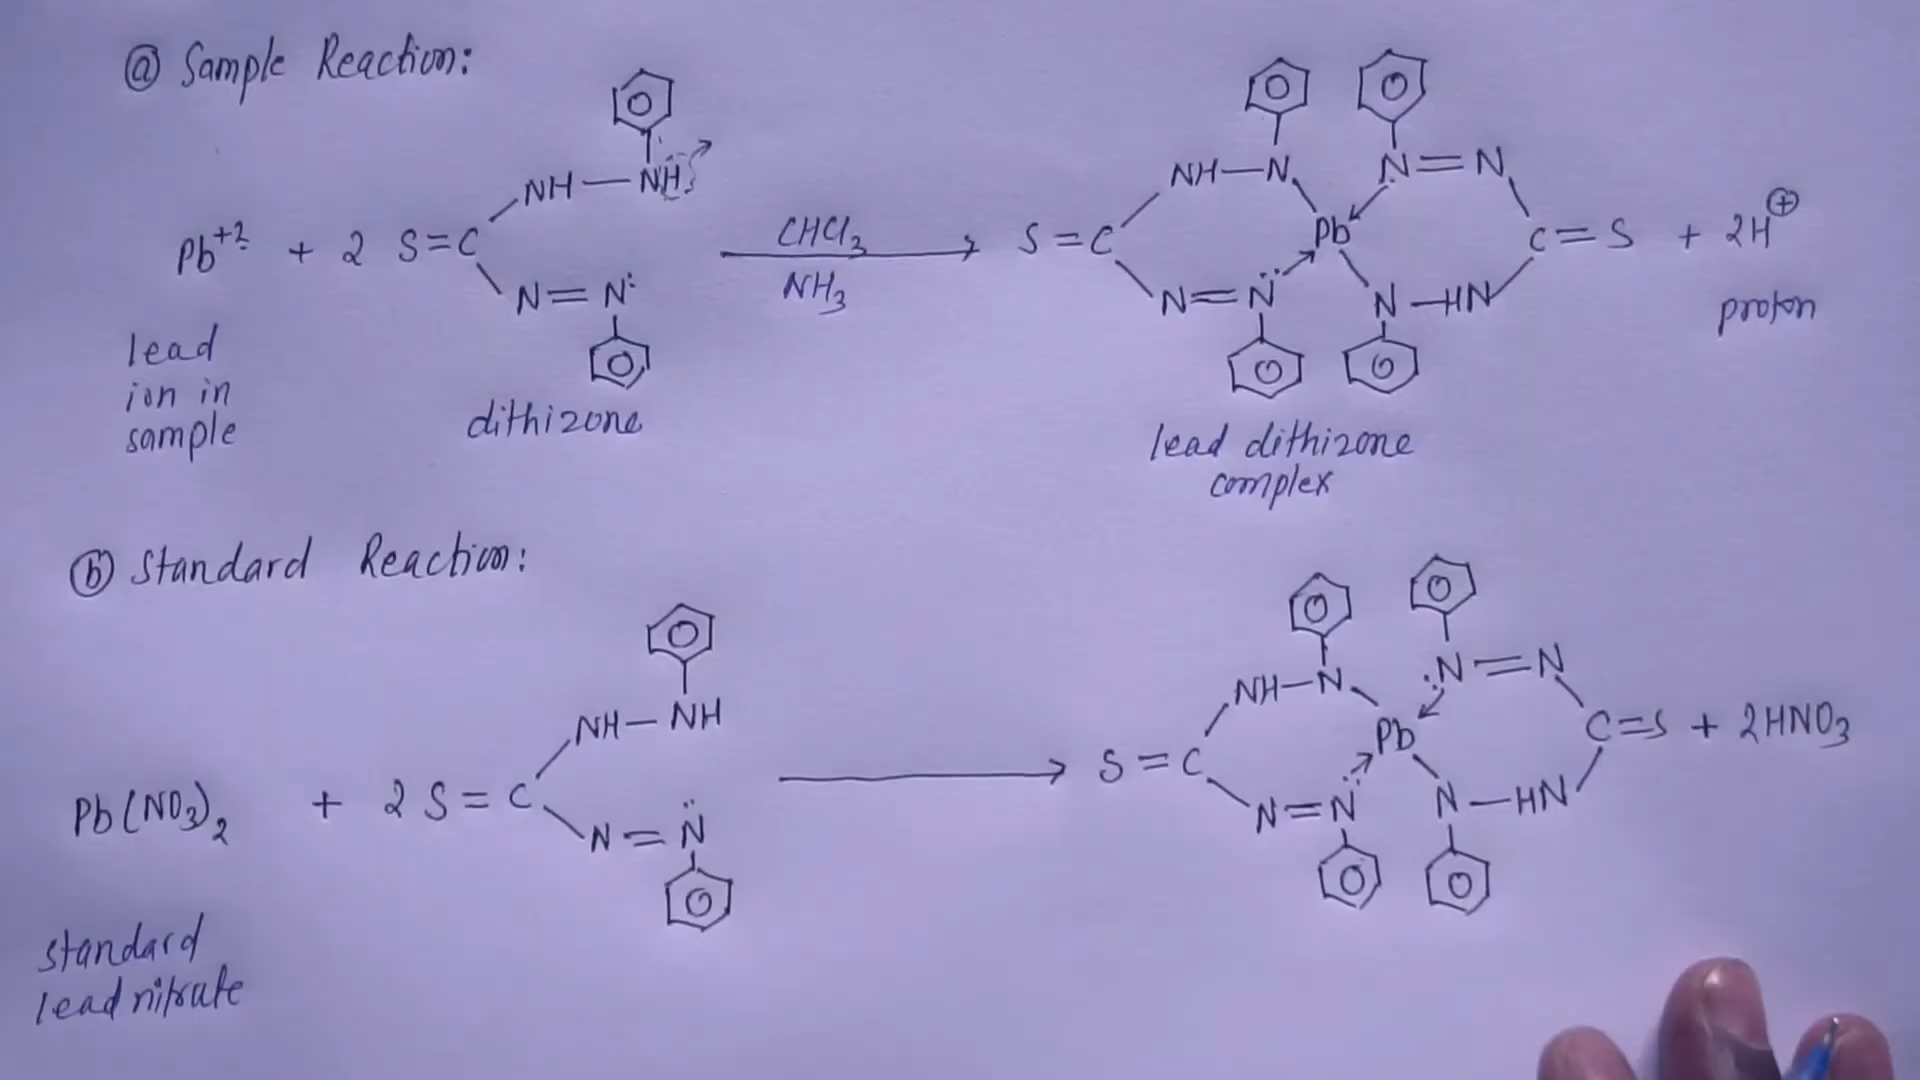 ⓐ Sample Reaction:
NH — NH
Pb⁺² + 2 S=C
N=N:
CHCl₃
NH₃
NH—N
N=N
S=C
Pb
C=S + 2H⊕
N=N
N—HN
proton
lead
ion in
sample
dithizone
lead dithizone
complex
ⓑ Standard Reaction:
NH — NH
Pb(NO₃)₂ + 2 S=C
N=N̈
NH—N
:N=N
S=C
Pb
C=S + 2HNO₃
N=N
N—HN
standard
lead nitrate